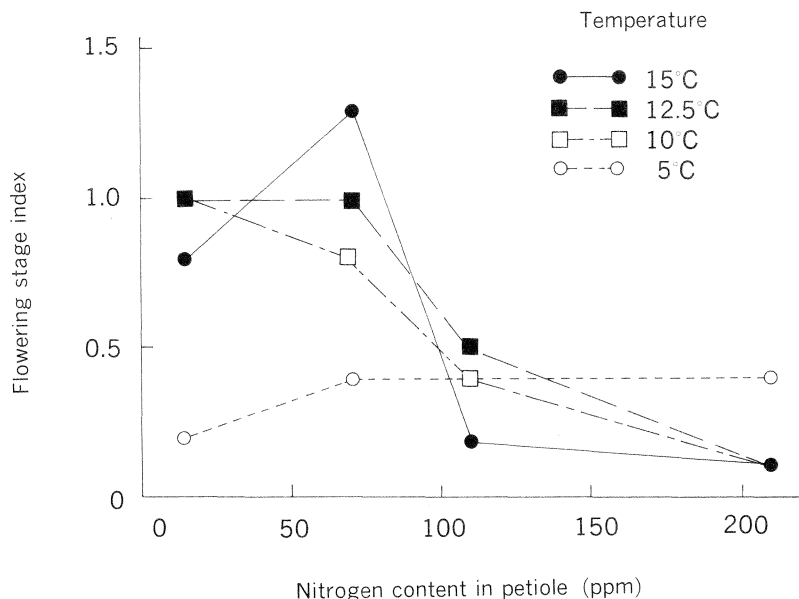 Temperature
15°C
12.5°C
10°C
5°C
Flowering stage index
1.5
1.0
0.5
0
0 50 100 150 200
Nitrogen content in petiole (ppm)